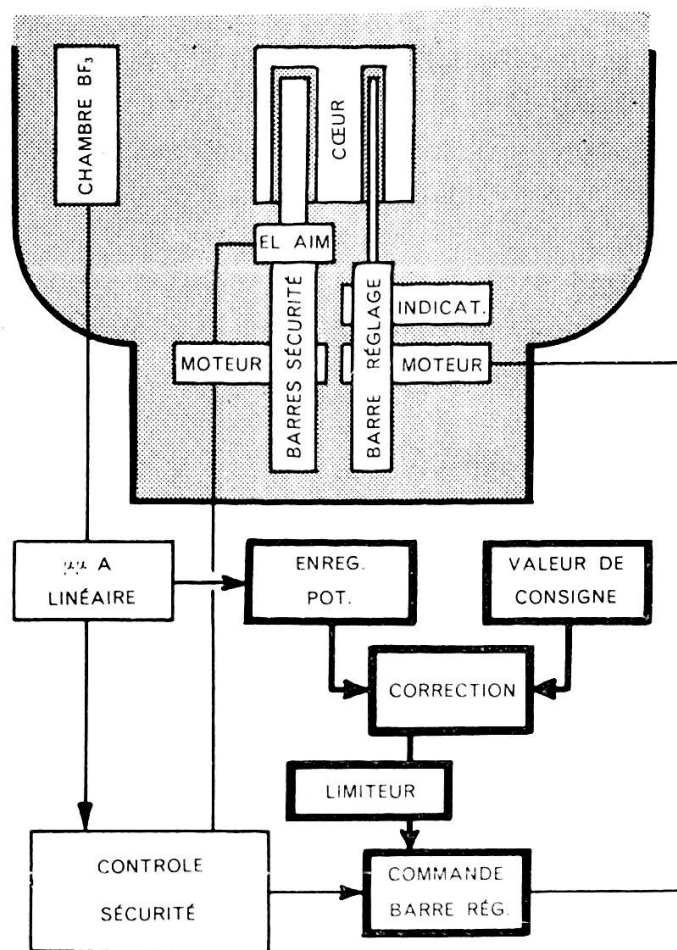 CHAMBRE BF₃
CŒUR
EL AIM
BARRES SÉCURITÉ
BARRE RÉGLAGE
INDICAT.
MOTEUR
MOTEUR
μμ A
LINÉAIRE
ENREG.
POT.
VALEUR DE
CONSIGNE
CORRECTION
LIMITEUR
CONTROLE
SÉCURITÉ
COMMANDE
BARRE RÉG.